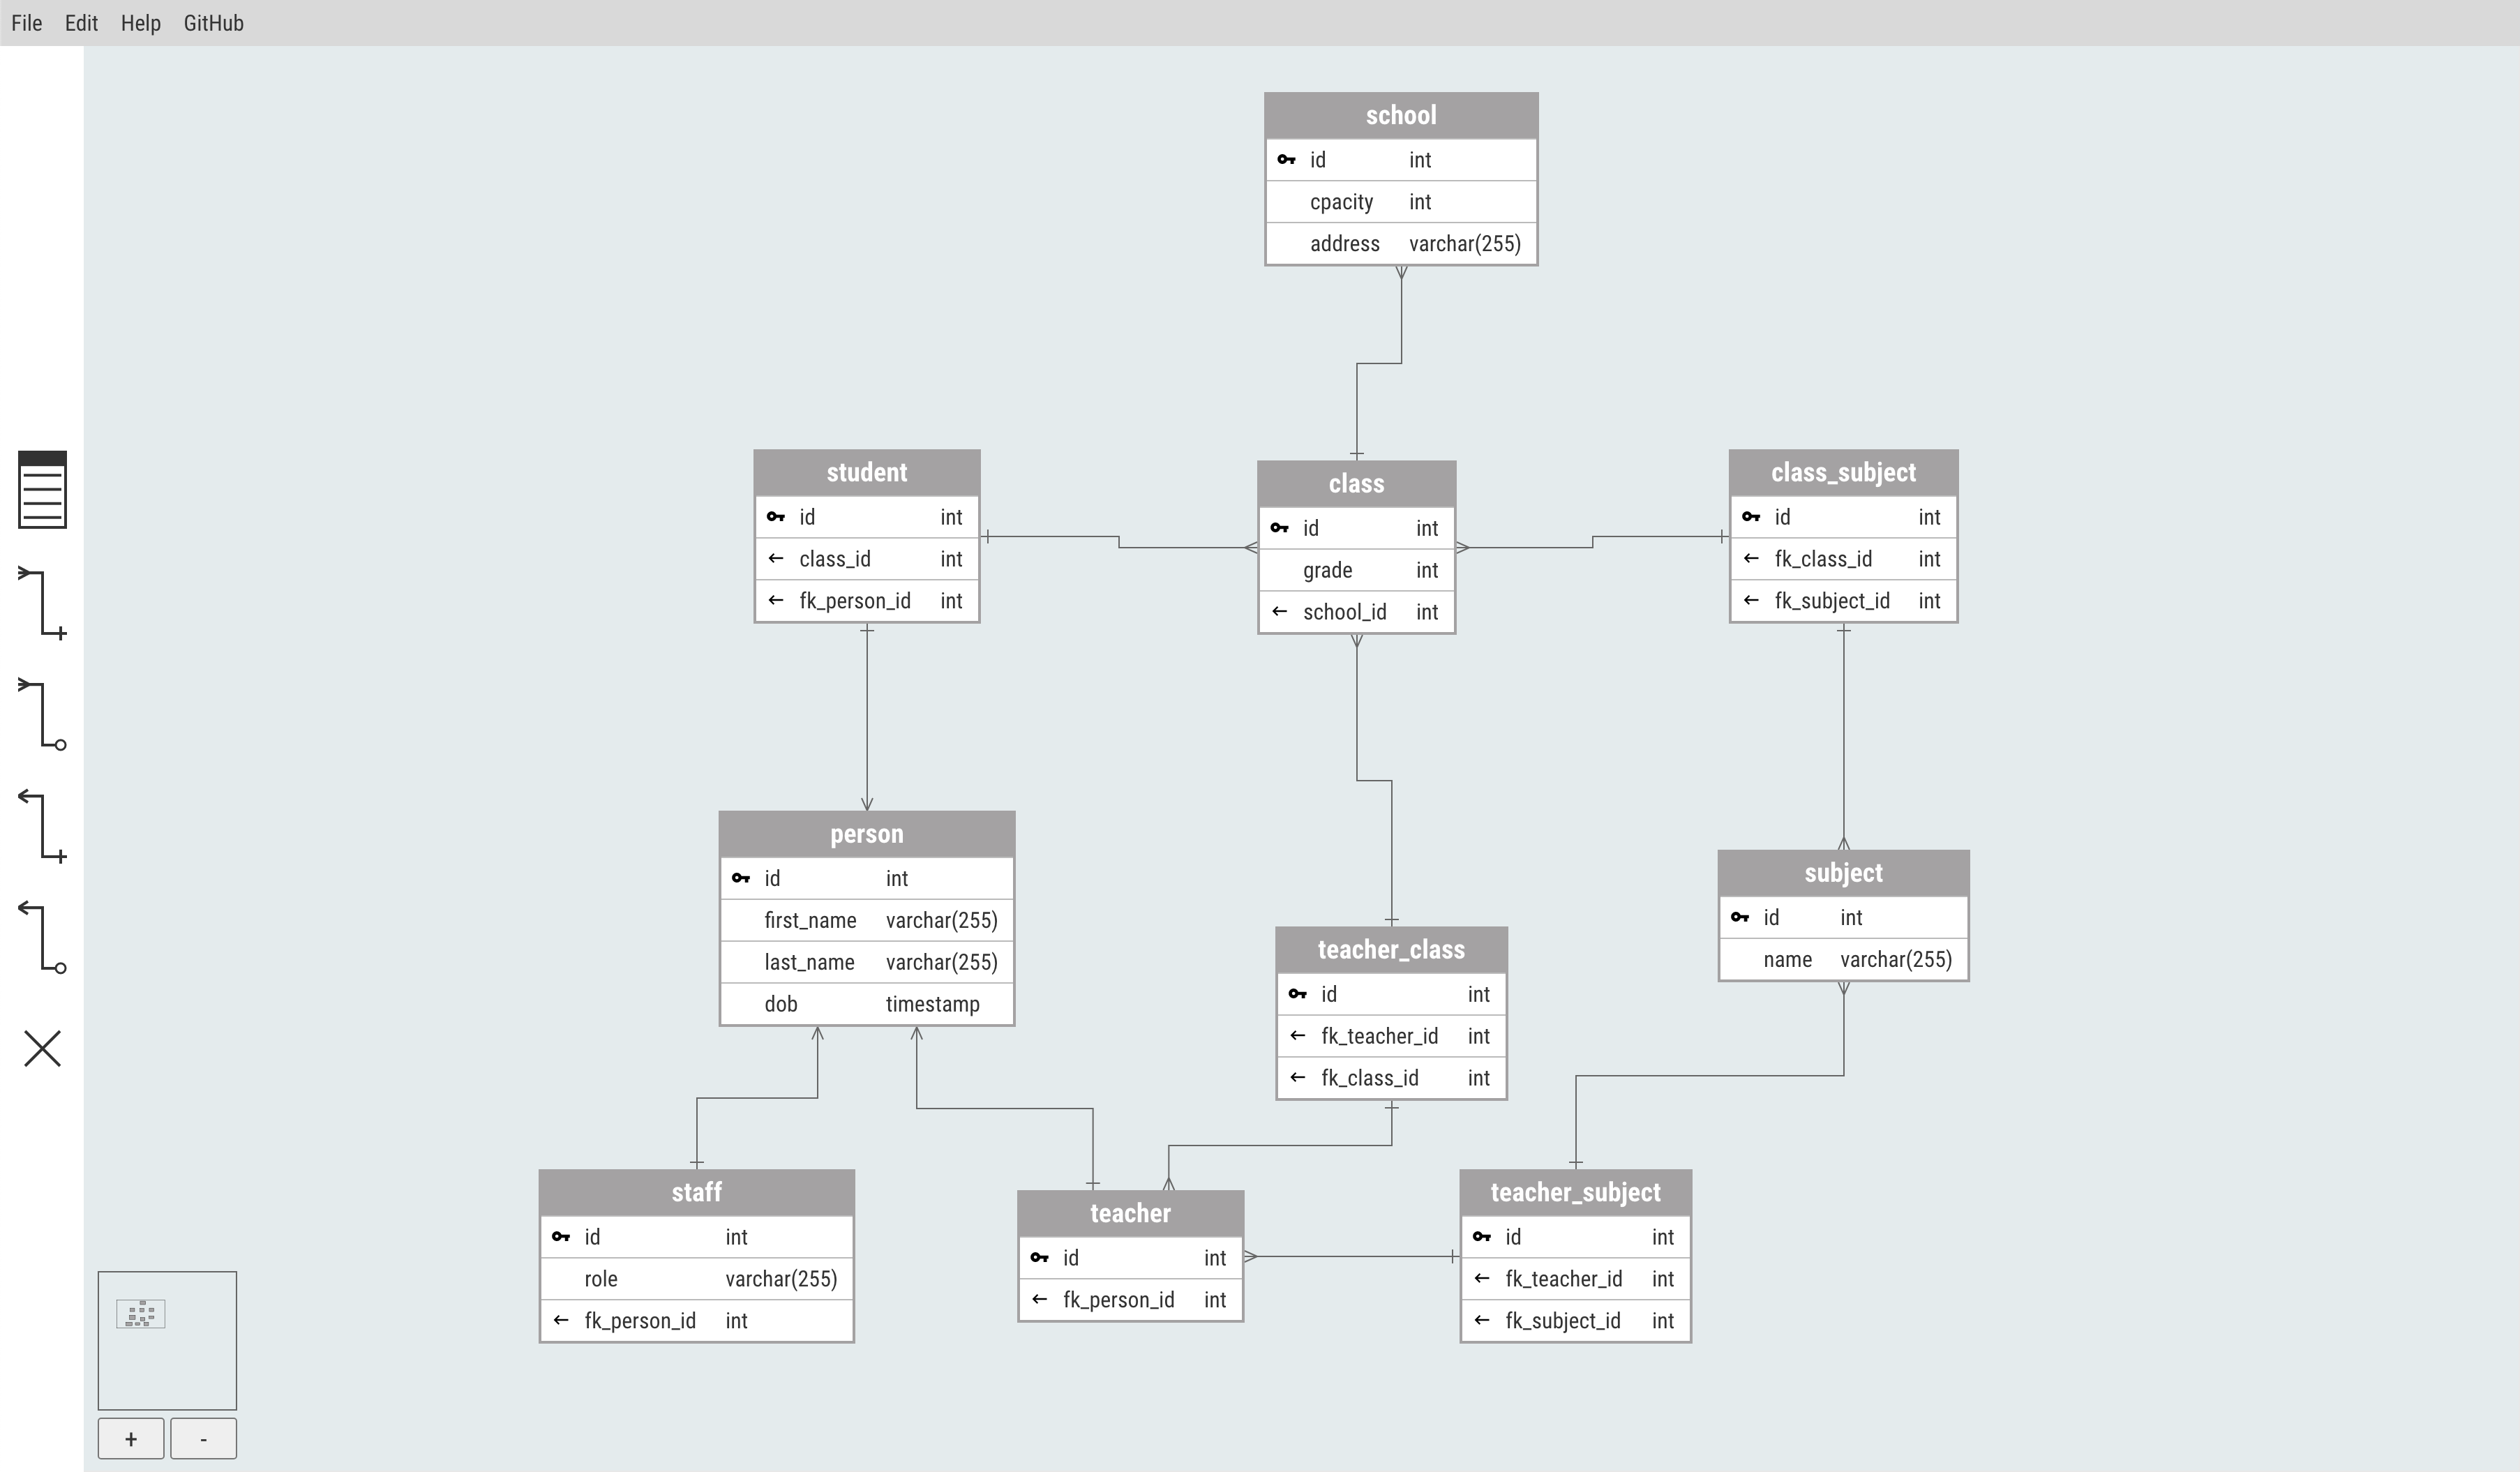 File Edit Help GitHub
school
id int
cpacity int
address varchar(255)
student
id int
class_id int
fk_person_id int
class
id int
grade int
school_id int
class_subject
id int
fk_class_id int
fk_subject_id int
person
id int
first_name varchar(255)
last_name varchar(255)
dob timestamp
teacher_class
id int
fk_teacher_id int
fk_class_id int
subject
id int
name varchar(255)
staff
id int
role varchar(255)
fk_person_id int
teacher
id int
fk_person_id int
teacher_subject
id int
fk_teacher_id int
fk_subject_id int
+ -